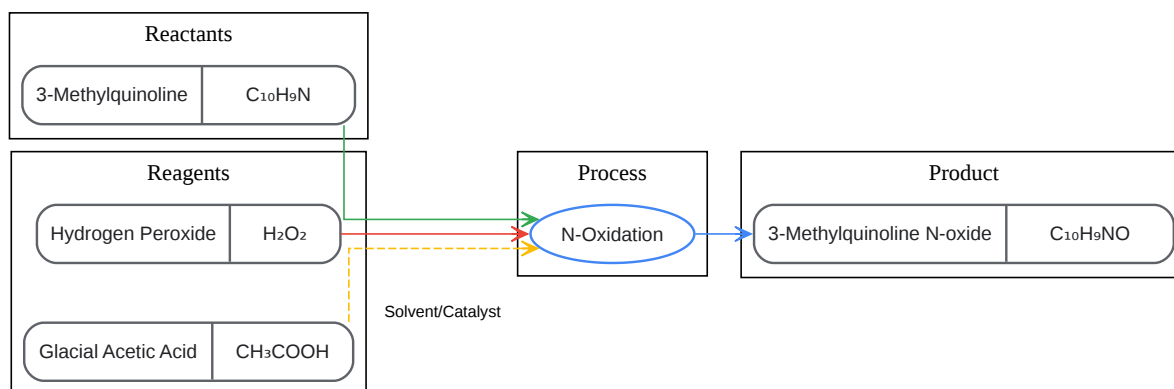 Reactants
3-Methylquinoline C₁₀H₉N
Reagents
Hydrogen Peroxide H₂O₂
Glacial Acetic Acid CH₃COOH
Solvent/Catalyst
Process
N-Oxidation
Product
3-Methylquinoline N-oxide C₁₀H₉NO